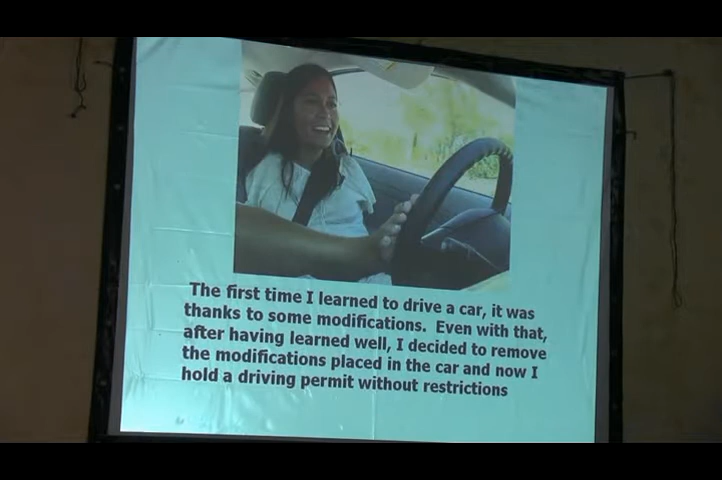 The first time I learned to drive a car, it was
thanks to some modifications. Even with that,
after having learned well, I decided to remove
the modifications placed in the car and now I
hold a driving permit without restrictions